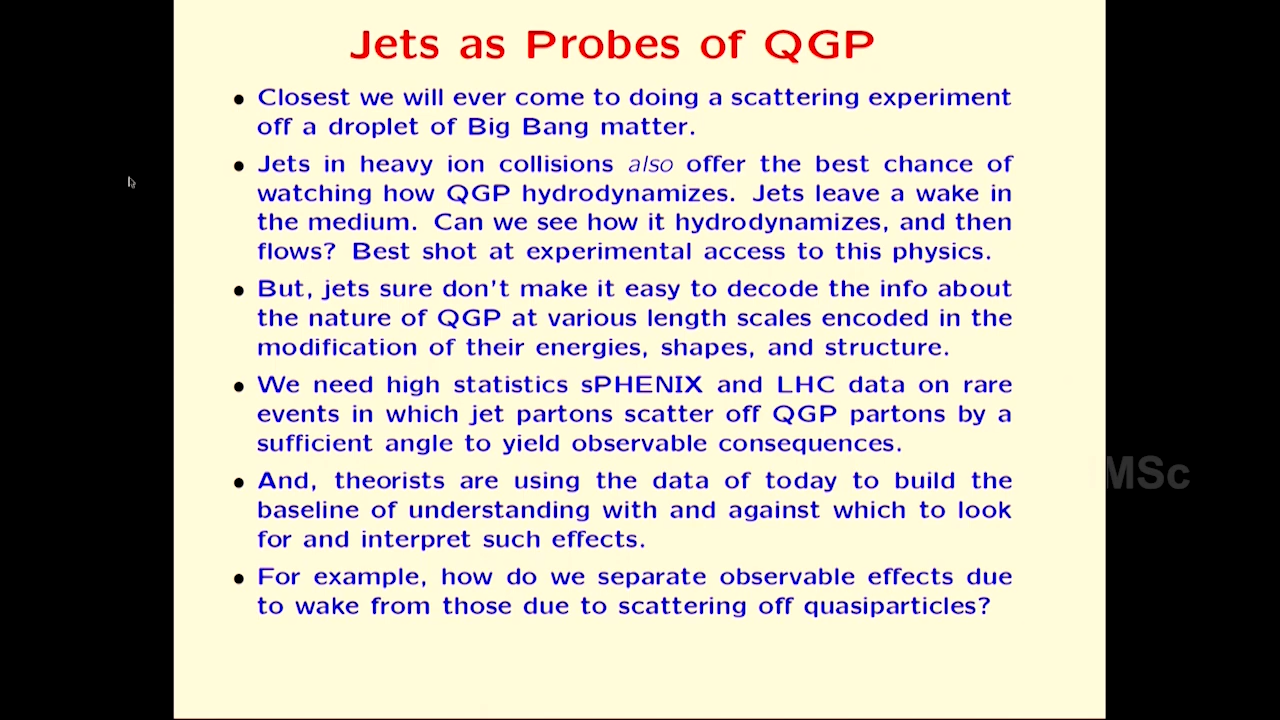 Jets as Probes of QGP
• Closest we will ever come to doing a scattering experiment
off a droplet of Big Bang matter.
• Jets in heavy ion collisions also offer the best chance of
watching how QGP hydrodynamizes. Jets leave a wake in
the medium. Can we see how it hydrodynamizes, and then
flows? Best shot at experimental access to this physics.
• But, jets sure don't make it easy to decode the info about
the nature of QGP at various length scales encoded in the
modification of their energies, shapes, and structure.
• We need high statistics sPHENIX and LHC data on rare
events in which jet partons scatter off QGP partons by a
sufficient angle to yield observable consequences.
MSc
• And, theorists are using the data of today to build the
baseline of understanding with and against which to look
for and interpret such effects.
• For example, how do we separate observable effects due
to wake from those due to scattering off quasiparticles?